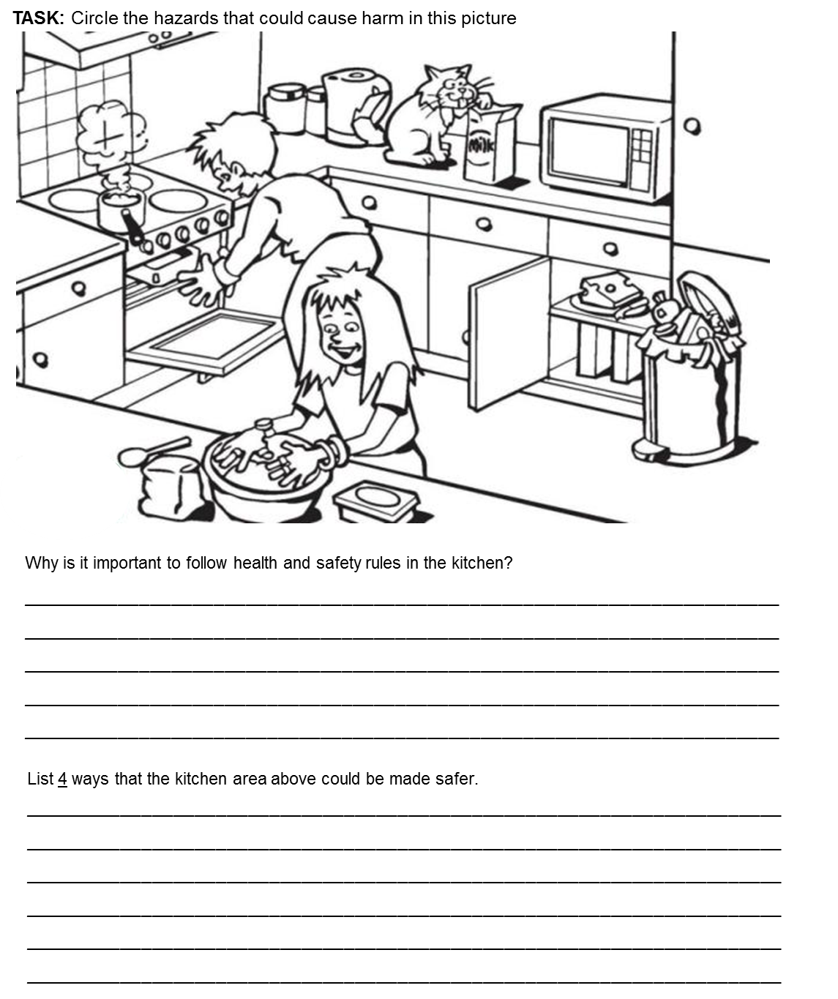 TASK: Circle the hazards that could cause harm in this picture
Milk
Why is it important to follow health and safety rules in the kitchen?
List 4 ways that the kitchen area above could be made safer.